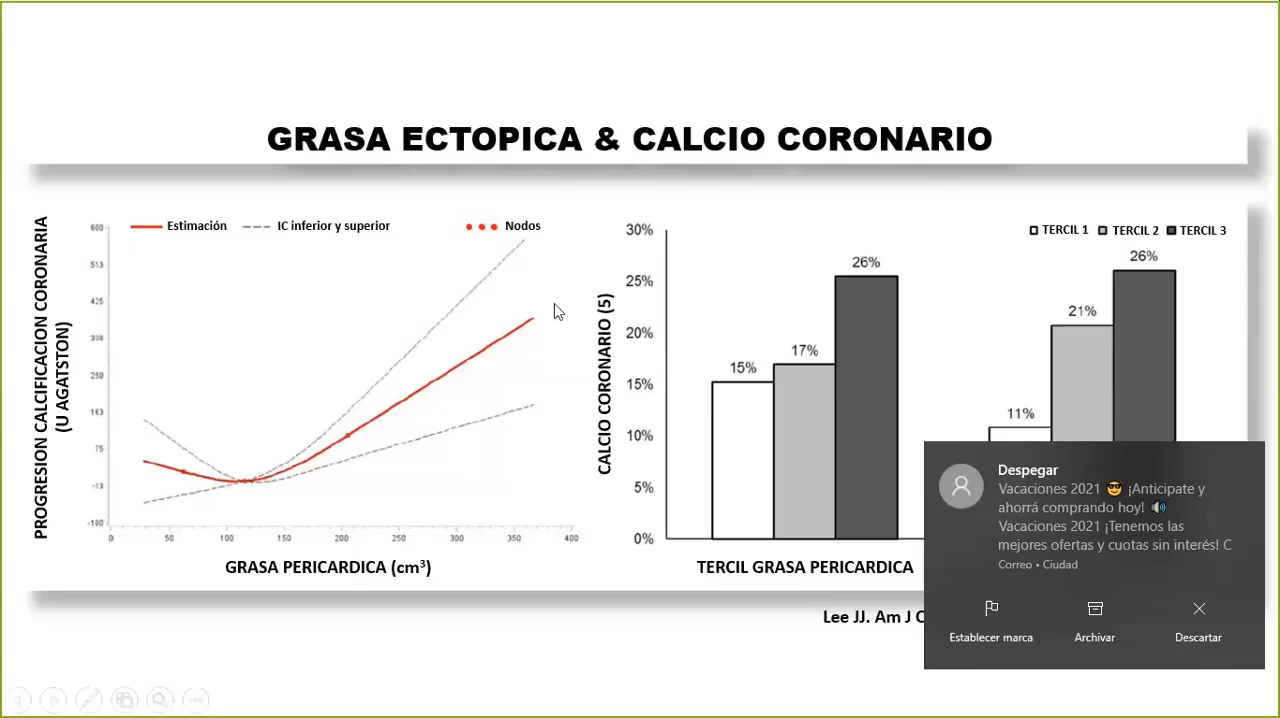 GRASA ECTOPICA & CALCIO CORONARIO
PROGRESION CALCIFICACION CORONARIA
(U AGATSTON)
Estimación
IC inferior y superior
Nodos
600
513
425
339
250
163
75
-13
-100
0 50 100 150 200 250 300 350 400
GRASA PERICARDICA (cm³)
CALCIO CORONARIO (5)
TERCIL 1 TERCIL 2 TERCIL 3
30%
25%
20%
15%
10%
5%
0%
15%
17%
26%
11%
21%
26%
TERCIL GRASA PERICARDICA
Lee JJ. Am J C
Despegar
Vacaciones 2021 😎 ¡Anticipate y
ahorrá comprando hoy! 🔊
Vacaciones 2021 ¡Tenemos las
mejores ofertas y cuotas sin interés! C
Correo • Ciudad
Establecer marca
Archivar
Descartar